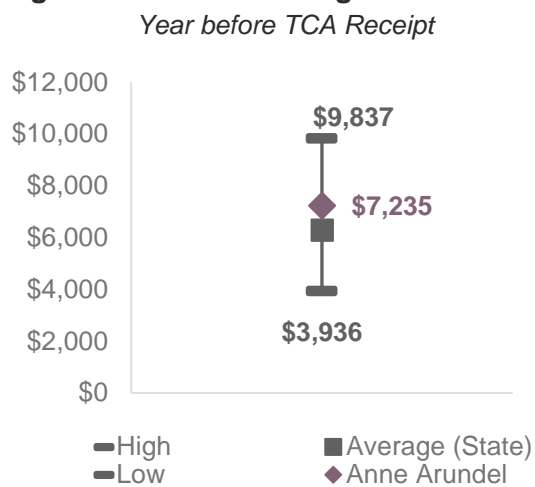 Year before TCA Receipt
$12,000
$10,000
$8,000
$6,000
$4,000
$2,000
$0
$9,837
$7,235
$3,936
High
Average (State)
Low
Anne Arundel